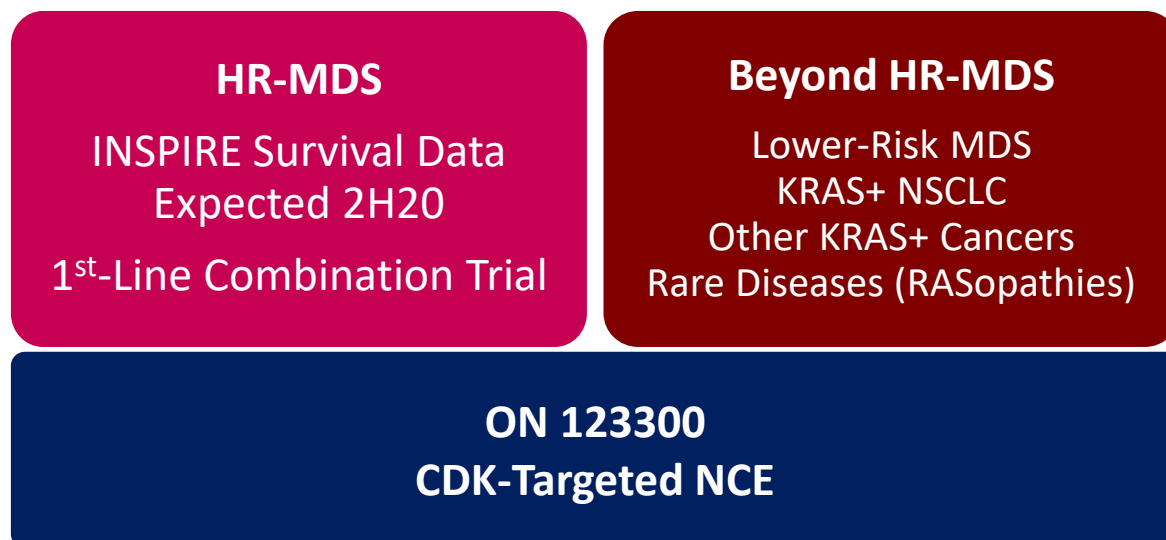 HR-MDS
INSPIRE Survival Data
Expected 2H20
1st-Line Combination Trial
Beyond HR-MDS
Lower-Risk MDS
KRAS+ NSCLC
Other KRAS+ Cancers
Rare Diseases (RASopathies)
ON 123300
CDK-Targeted NCE